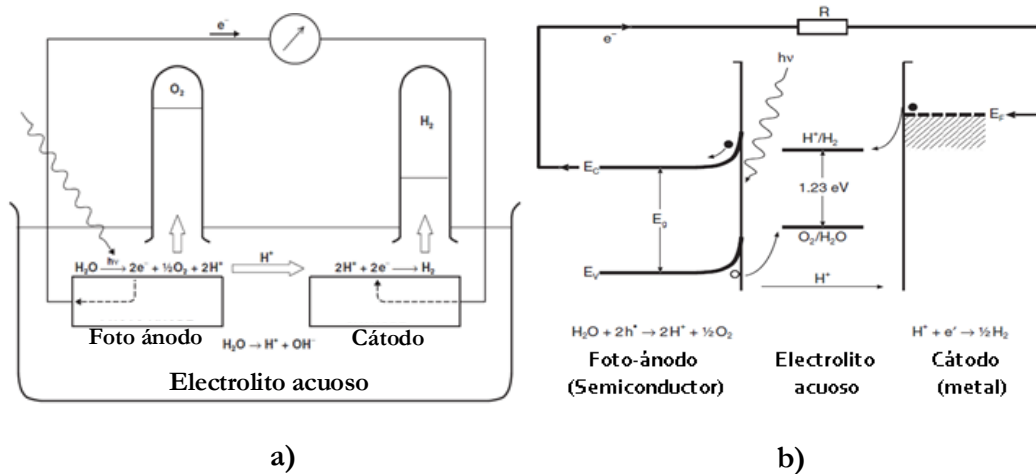 e⁻
O₂
H₂
hν
H₂O → 2e⁻ + ½O₂ + 2H⁺
H⁺
2H⁺ + 2e⁻ → H₂
Foto ánodo
Cátodo
H₂O → H⁺ + OH⁻
Electrolito acuoso
a)
R
e⁻
hν
E_F
H⁺/H₂
E_C
1.23 eV
E_g
O₂/H₂O
E_V
H⁺
H₂O + 2h• → 2H⁺ + ½O₂
H⁺ + e′ → ½H₂
Foto-ánodo
(Semiconductor)
Electrolito
acuoso
Cátodo
(metal)
b)